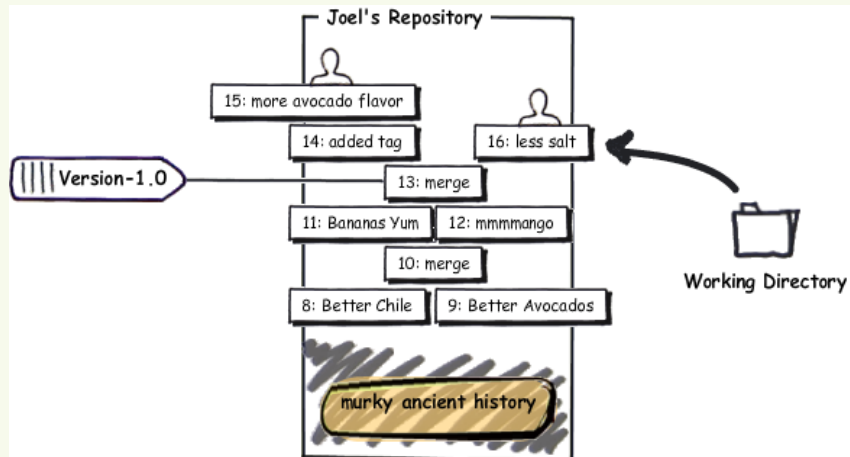 Joel's Repository
15: more avocado flavor
14: added tag
16: less salt
Version-1.0
13: merge
11: Bananas Yum
12: mmmmango
10: merge
Working Directory
8: Better Chile
9: Better Avocados
murky ancient history